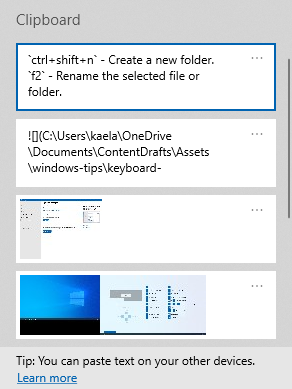 Clipboard
`ctrl+shift+n` - Create a new folder.
`f2` - Rename the selected file or
folder.
![](C:\Users\kaela\OneDrive
\Documents\ContentDrafts\Assets
\windows-tips\keyboard-
Tip: You can paste text on your other devices.
Learn more